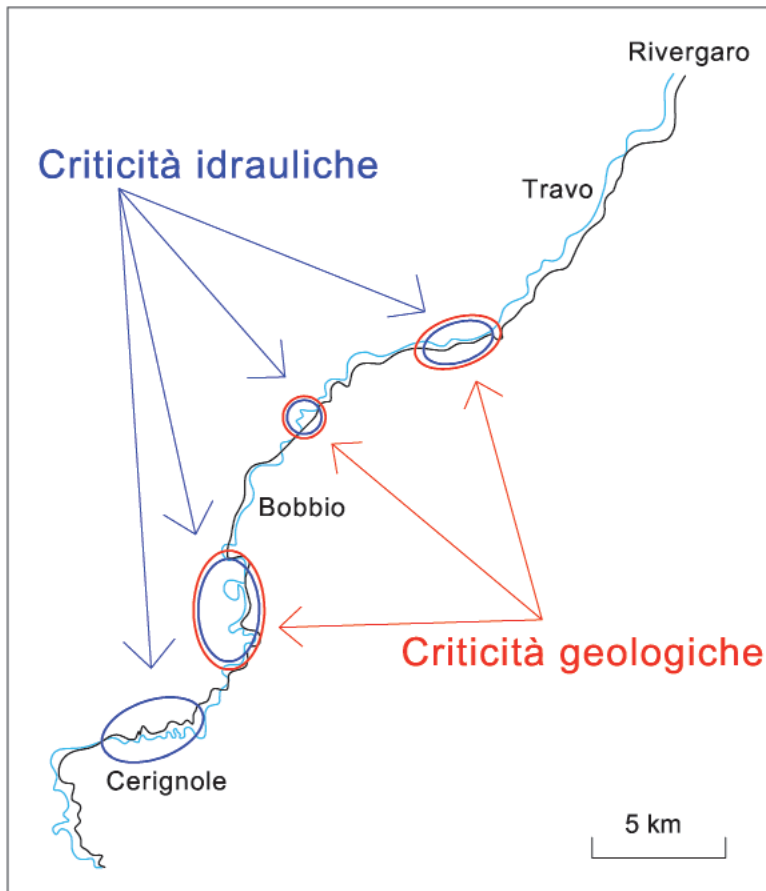 Rivergaro
Criticità idrauliche
Travo
Bobbio
Criticità geologiche
Cerignole
5 km